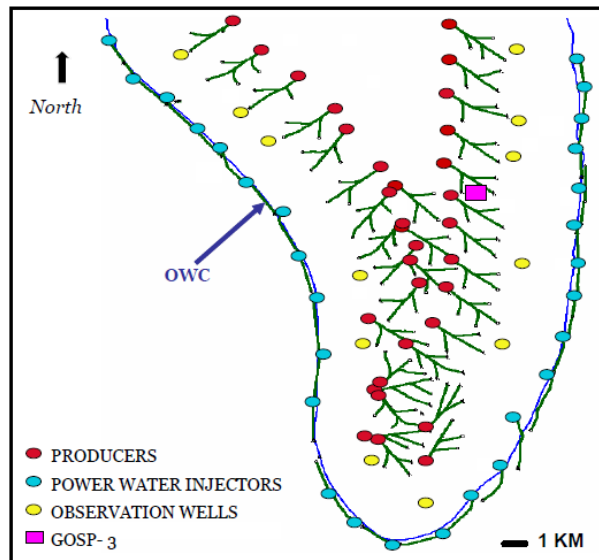 North
OWC
PRODUCERS
POWER WATER INJECTORS
OBSERVATION WELLS
GOSP- 3
1 KM